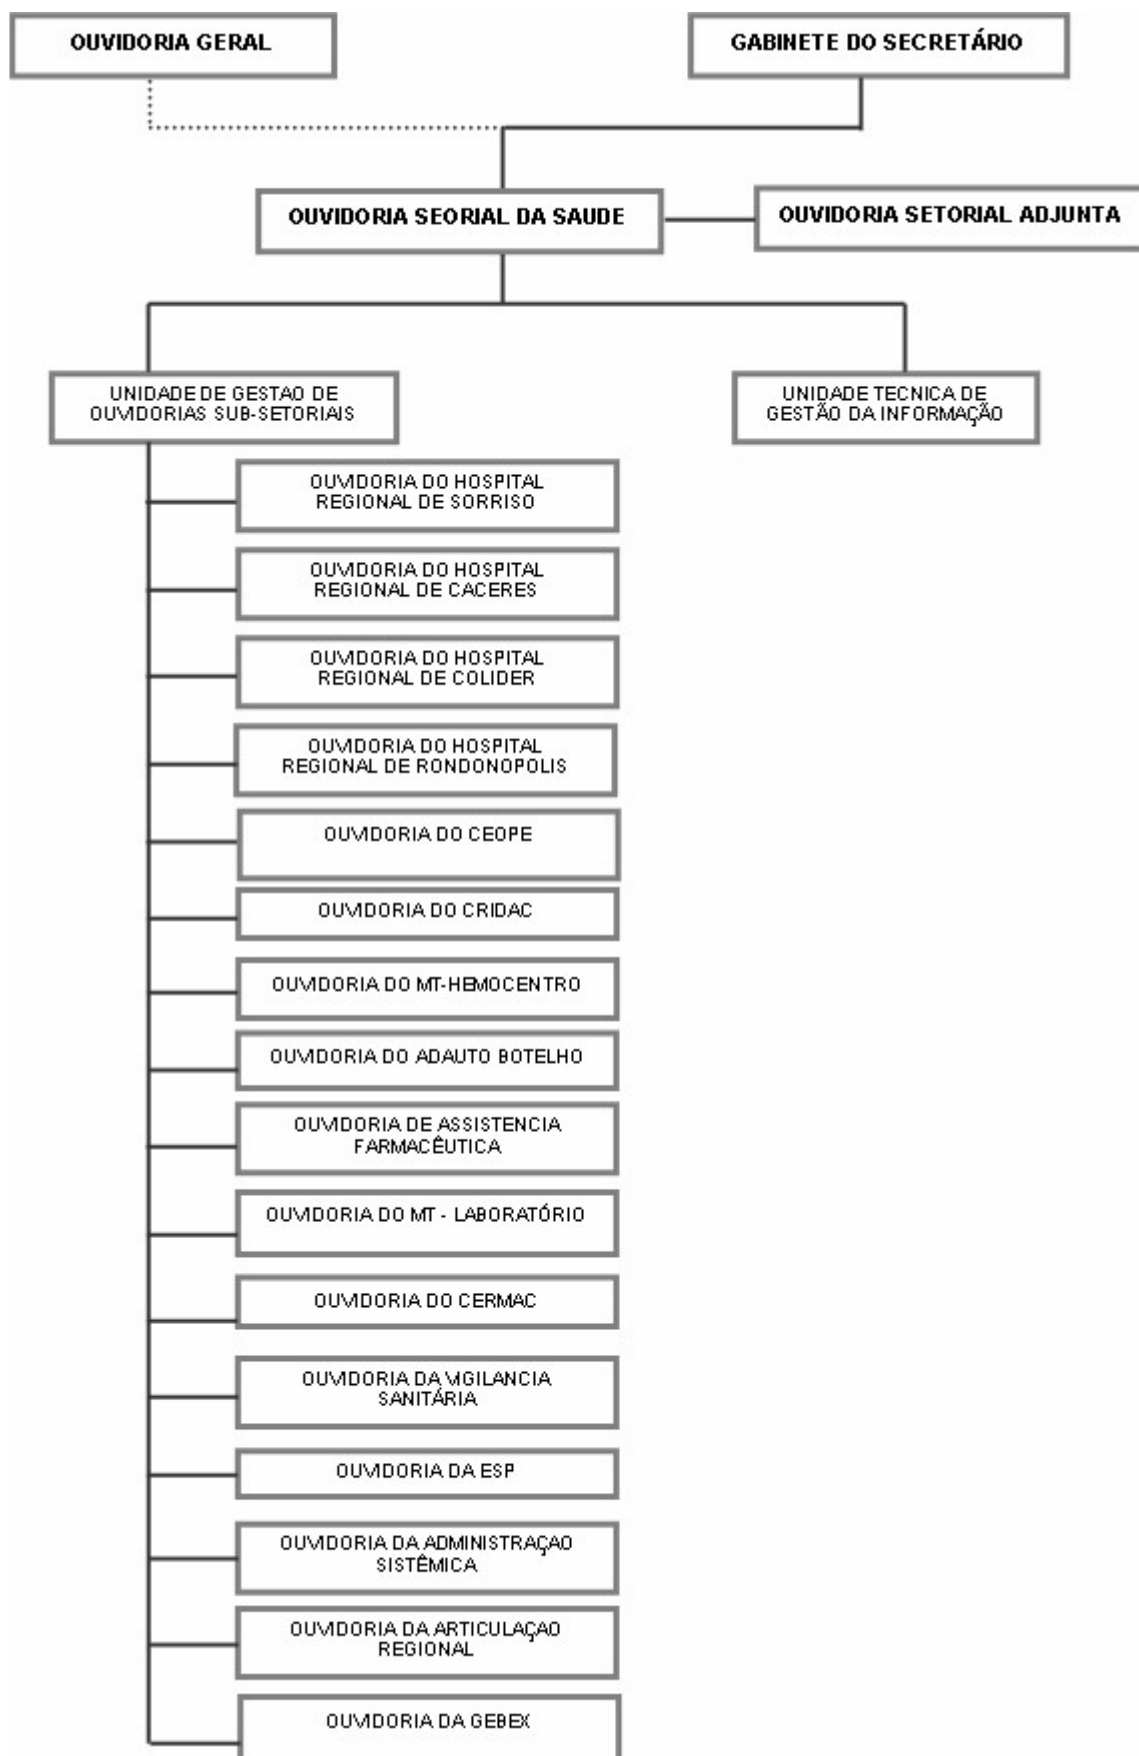 OUVIDORIA GERAL
GABINETE DO SECRETÁRIO
OUVIDORIA SEORIAL DA SAUDE
OUVIDORIA SETORIAL ADJUNTA
UNIDADE DE GESTAO DE
OUVIDORIAS SUB-SETORIAIS
UNIDADE TECNICA DE
GESTÃO DA INFORMAÇÃO
OUVIDORIA DO HOSPITAL
REGIONAL DE SORRISO
OUVIDORIA DO HOSPITAL
REGIONAL DE CACERES
OUVIDORIA DO HOSPITAL
REGIONAL DE COLIDER
OUVIDORIA DO HOSPITAL
REGIONAL DE RONDONOPOLIS
OUVIDORIA DO CEOPE
OUVIDORIA DO CRIDAC
OUVIDORIA DO MT-HEMOCENTRO
OUVIDORIA DO ADAUTO BOTELHO
OUVIDORIA DE ASSISTENCIA
FARMACÊUTICA
OUVIDORIA DO MT - LABORATÓRIO
OUVIDORIA DO CERMAC
OUVIDORIA DA VIGILANCIA
SANITÁRIA
OUVIDORIA DA ESP
OUVIDORIA DA ADMINISTRAÇAO
SISTÊMICA
OUVIDORIA DA ARTICULAÇAO
REGIONAL
OUVIDORIA DA GEBEX